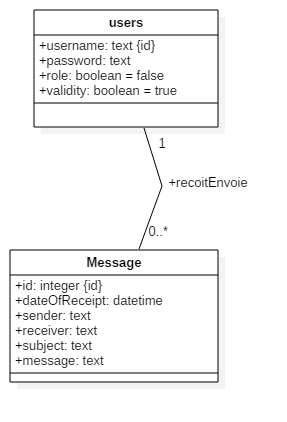 users
+username: text {id}
+password: text
+role: boolean = false
+validity: boolean = true
1
+recoitEnvoie
0..*
Message
+id: integer {id}
+dateOfReceipt: datetime
+sender: text
+receiver: text
+subject: text
+message: text